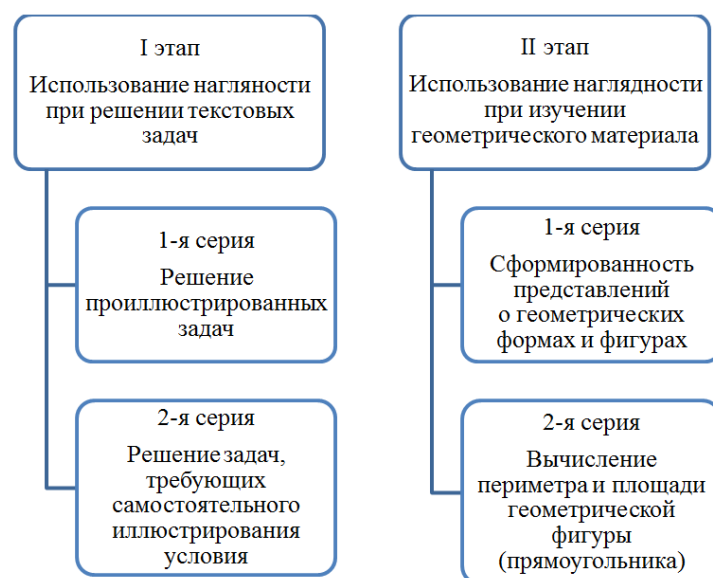 I этап
Использование нагляности
при решении текстовых
задач
1-я серия
Решение
проиллюстрированных
задач
2-я серия
Решение задач,
требующих
самостоятельного
иллюстрирования
условия
II этап
Использование наглядности
при изучении
геометрического
материала
1-я серия
Сформированность
представлений
о геометрических
формах и фигурах
2-я серия
Вычисление
периметра и площади
геометрической
фигуры
(прямоугольника)